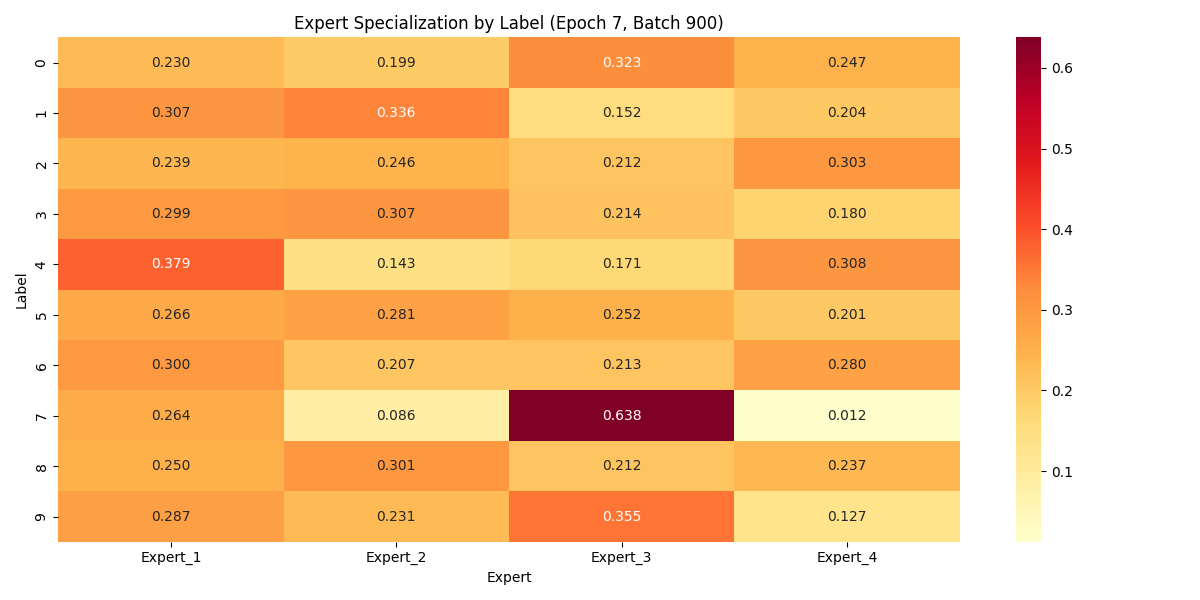 Expert Specialization by Label (Epoch 7, Batch 900)
0 0.230 0.199 0.323 0.247
1 0.307 0.336 0.152 0.204
2 0.239 0.246 0.212 0.303
3 0.299 0.307 0.214 0.180
4 0.379 0.143 0.171 0.308
5 0.266 0.281 0.252 0.201
6 0.300 0.207 0.213 0.280
7 0.264 0.086 0.638 0.012
8 0.250 0.301 0.212 0.237
9 0.287 0.231 0.355 0.127
Label
Expert_1 Expert_2 Expert_3 Expert_4
Expert
0.6
0.5
0.4
0.3
0.2
0.1